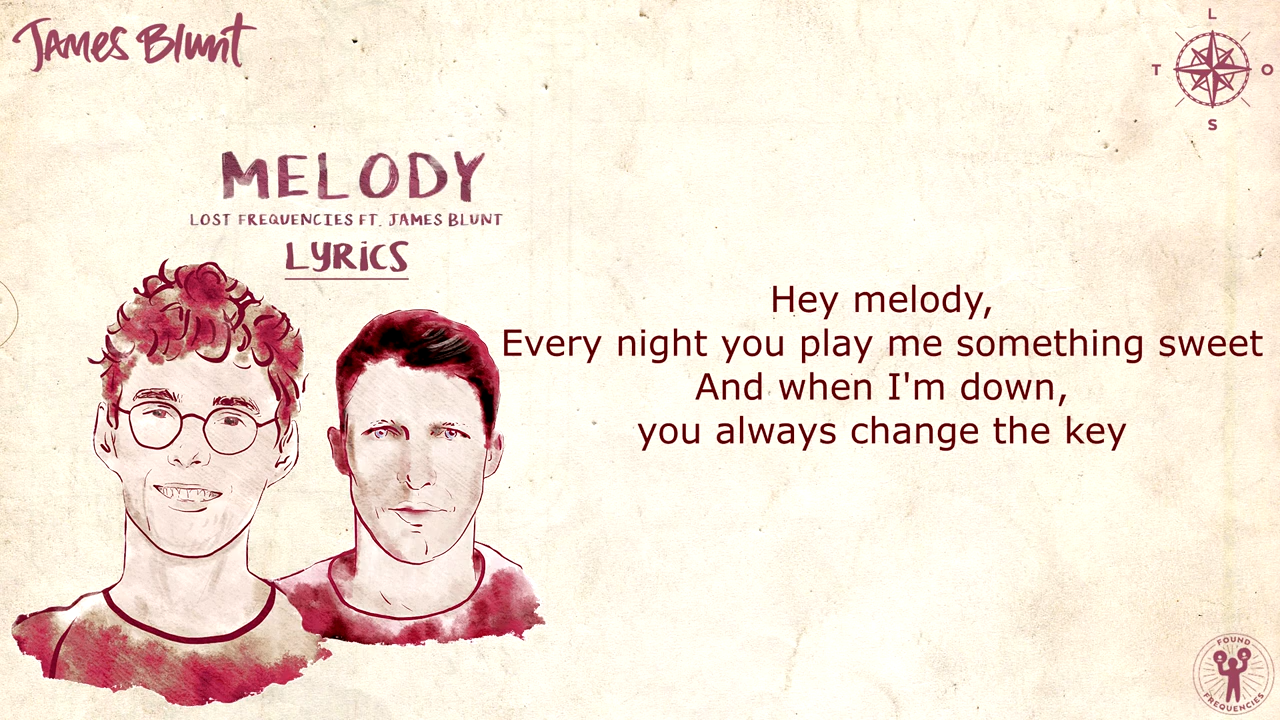 James Blunt
L
T O
S
MELODY
LOST FREQUENCIES FT. JAMES BLUNT
LYRICS
Hey melody,
Every night you play me something sweet
And when I'm down,
you always change the key
FOUND
FREQUENCIES